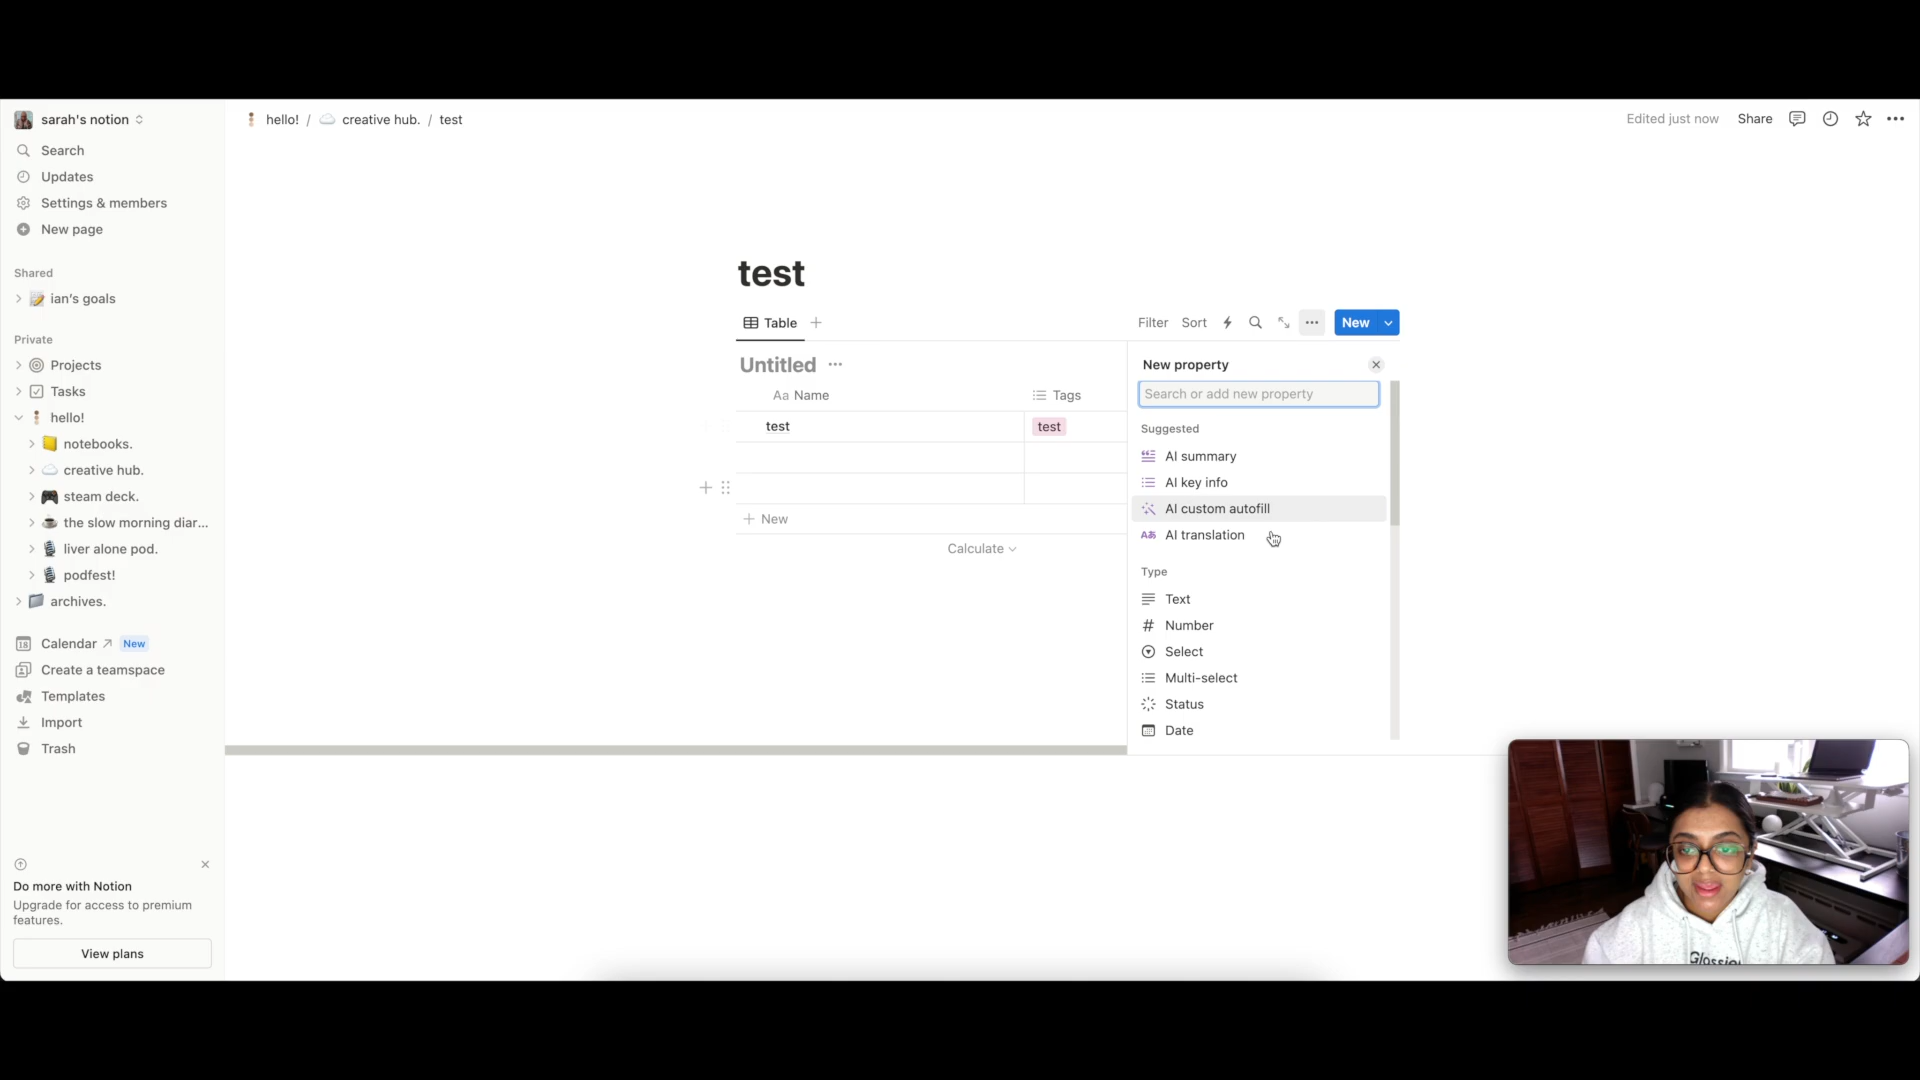 sarah's notion
Search
Updates
Settings & members
New page
Shared
ian's goals
Private
Projects
Tasks
hello!
notebooks.
creative hub.
steam deck.
the slow morning diar...
liver alone pod.
podfest!
archives.
Calendar ↗ New
Create a teamspace
Templates
Import
Trash
Do more with Notion
Upgrade for access to premium
features.
View plans
hello! / creative hub. / test
Edited just now Share
test
Table
Filter Sort New
Untitled
Aa Name Tags
test test
New
Calculate
New property
Search or add new property
Suggested
AI summary
AI key info
AI custom autofill
AI translation
Type
Text
Number
Select
Multi-select
Status
Date
Glossier